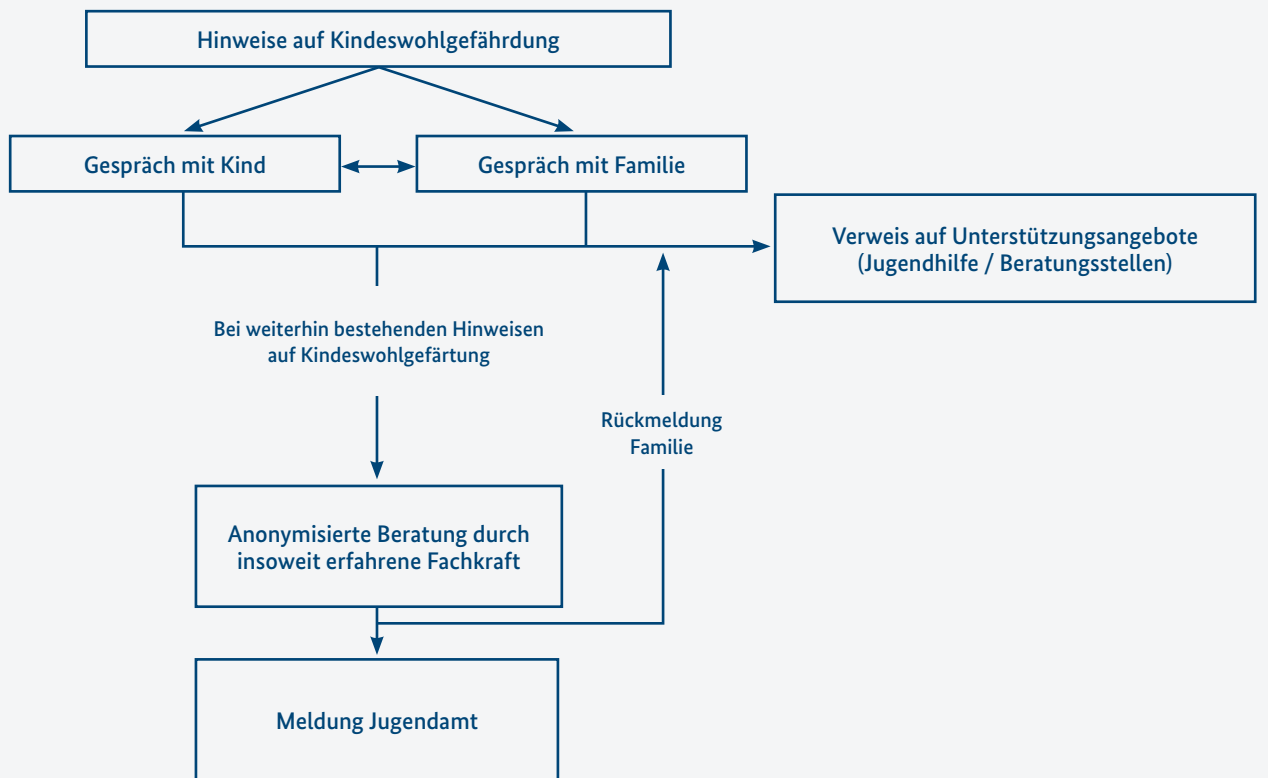 Hinweise auf Kindeswohlgefährdung
Gespräch mit Kind
Gespräch mit Familie
Verweis auf Unterstützungsangebote
(Jugendhilfe / Beratungsstellen)
Bei weiterhin bestehenden Hinweisen
auf Kindeswohlgefärtung
Rückmeldung
Familie
Anonymisierte Beratung durch
insoweit erfahrene Fachkraft
Meldung Jugendamt